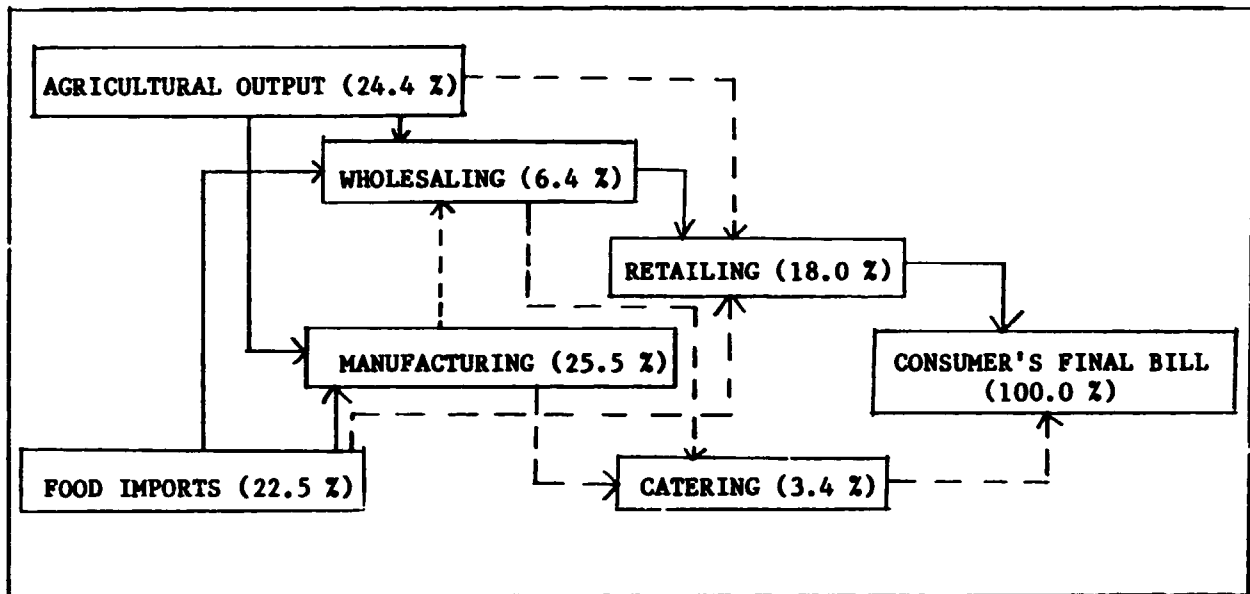 AGRICULTURAL OUTPUT (24.4 %)
WHOLESALING (6.4 %)
RETAILING (18.0 %)
MANUFACTURING (25.5 %)
CONSUMER'S FINAL BILL
(100.0 %)
FOOD IMPORTS (22.5 %)
CATERING (3.4 %)